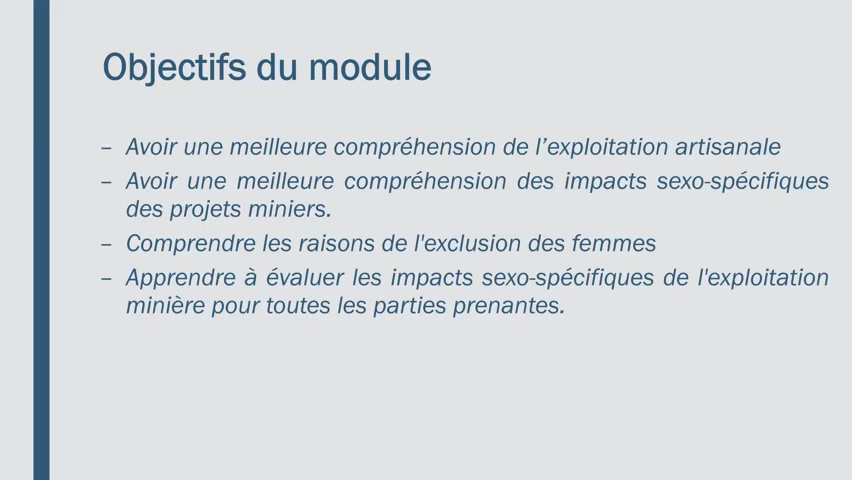 Objectifs du module
– Avoir une meilleure compréhension de l’exploitation artisanale
– Avoir une meilleure compréhension des impacts sexo-spécifiques
des projets miniers.
– Comprendre les raisons de l'exclusion des femmes
– Apprendre à évaluer les impacts sexo-spécifiques de l'exploitation
minière pour toutes les parties prenantes.